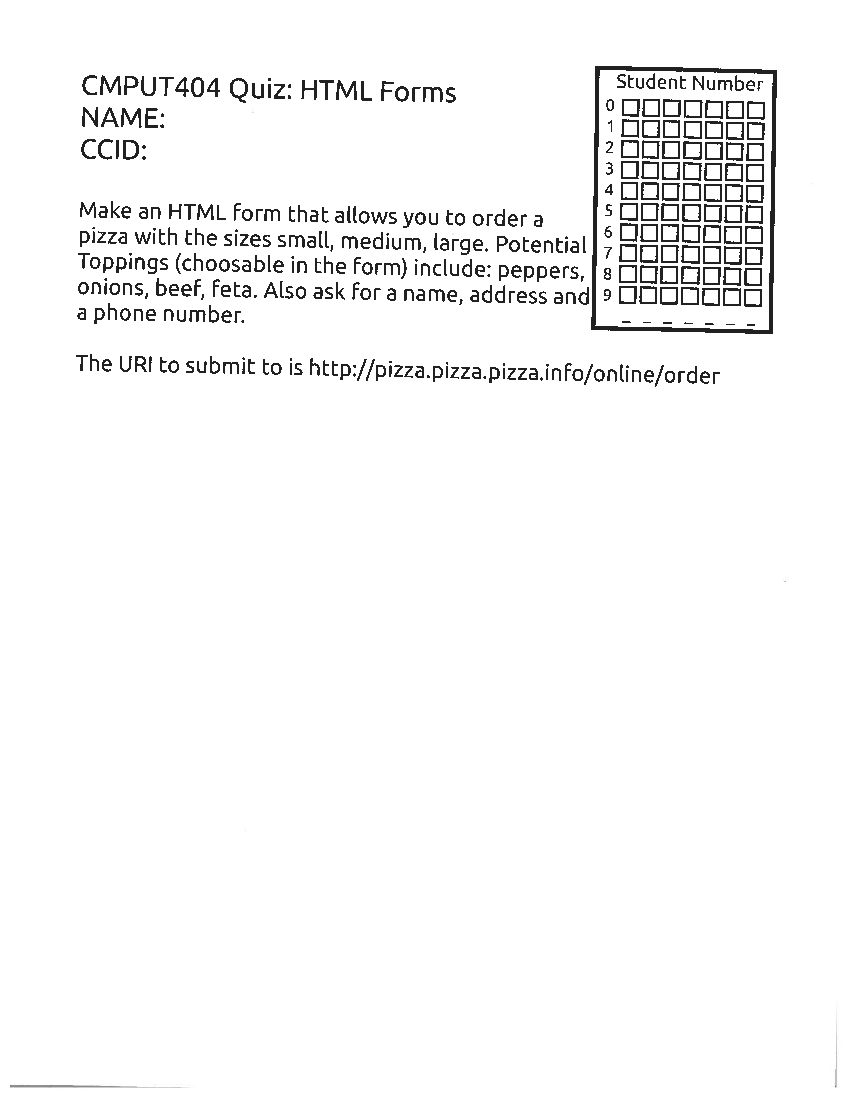 CMPUT404 Quiz: HTML Forms
NAME:
CCID:
Student Number
0
1
2
3
4
5
6
7
8
9
_ _ _ _ _ _ _
Make an HTML form that allows you to order a
pizza with the sizes small, medium, large. Potential
Toppings (choosable in the form) include: peppers,
onions, beef, feta. Also ask for a name, address and
a phone number.
The URI to submit to is http://pizza.pizza.pizza.info/online/order